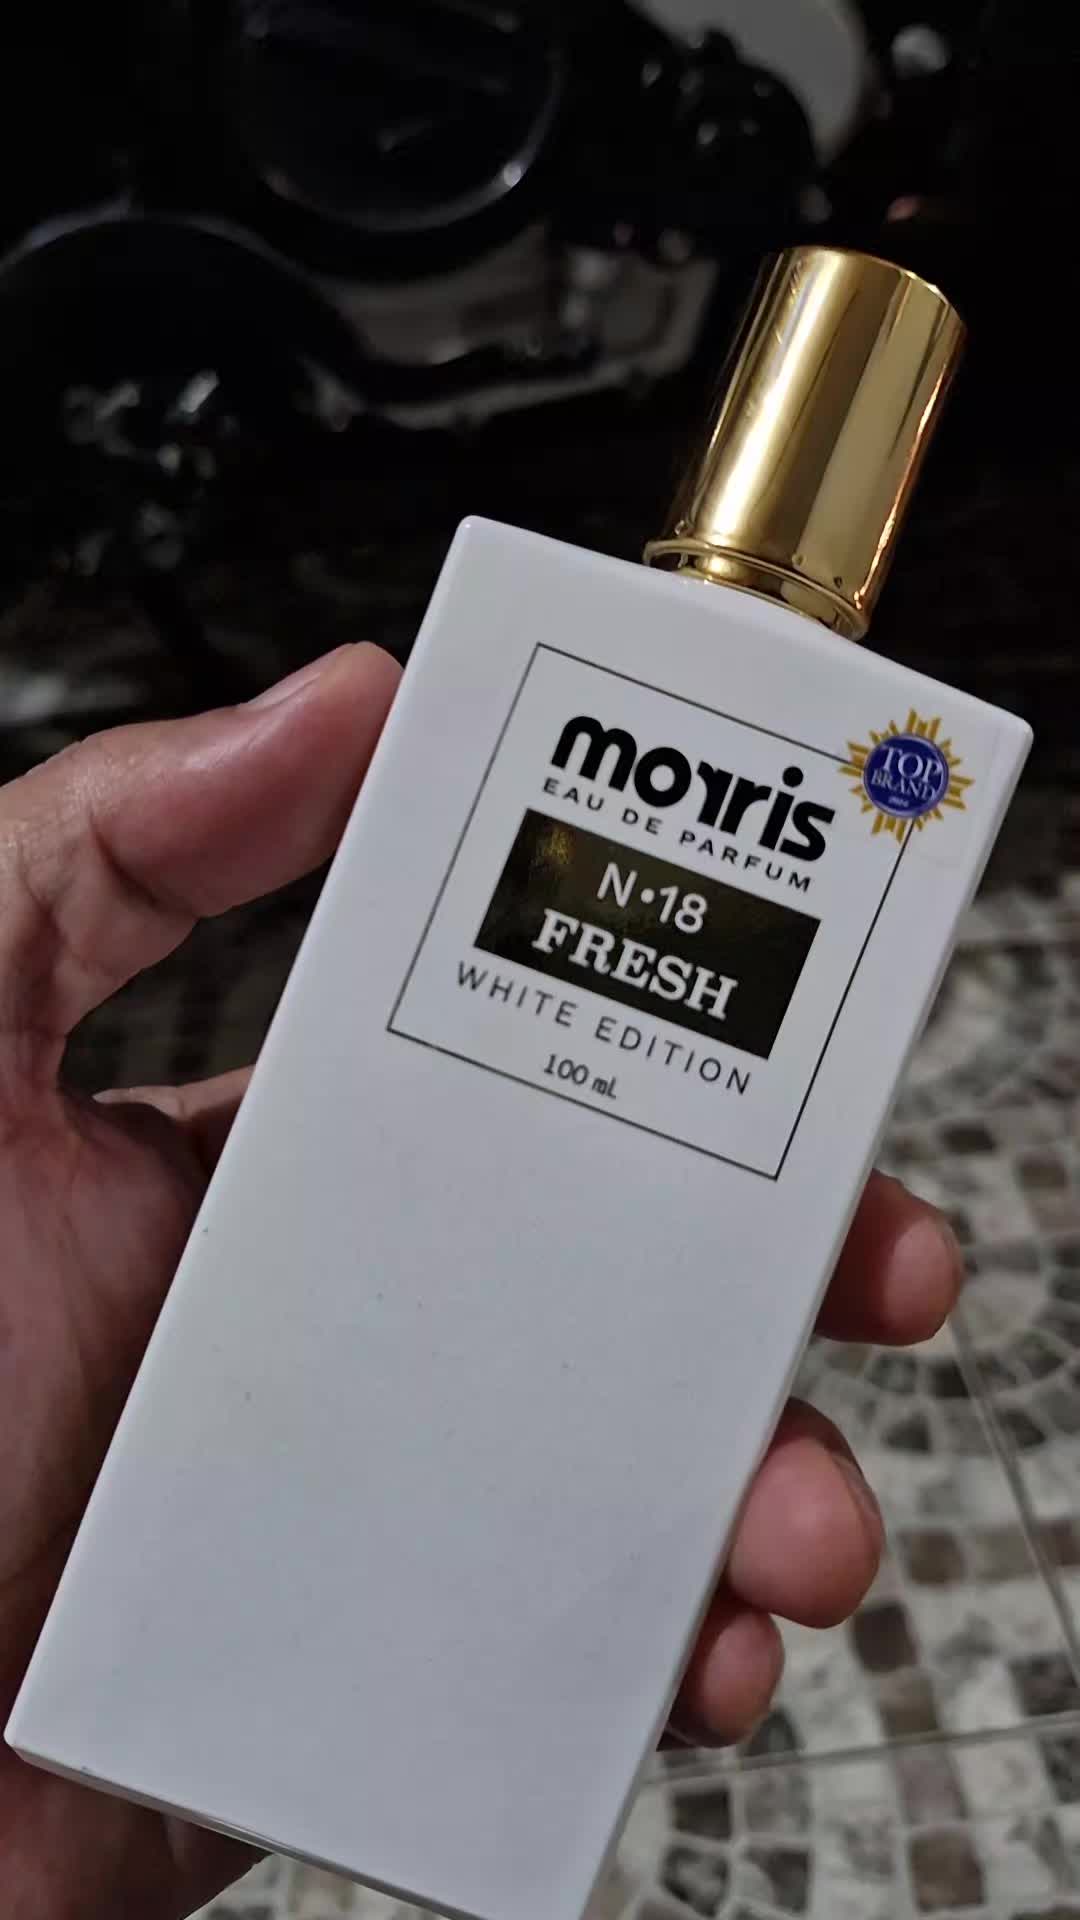 morris
EAU DE PARFUM
N•18
FRESH
WHITE EDITION
100 mL
TOP
BRAND